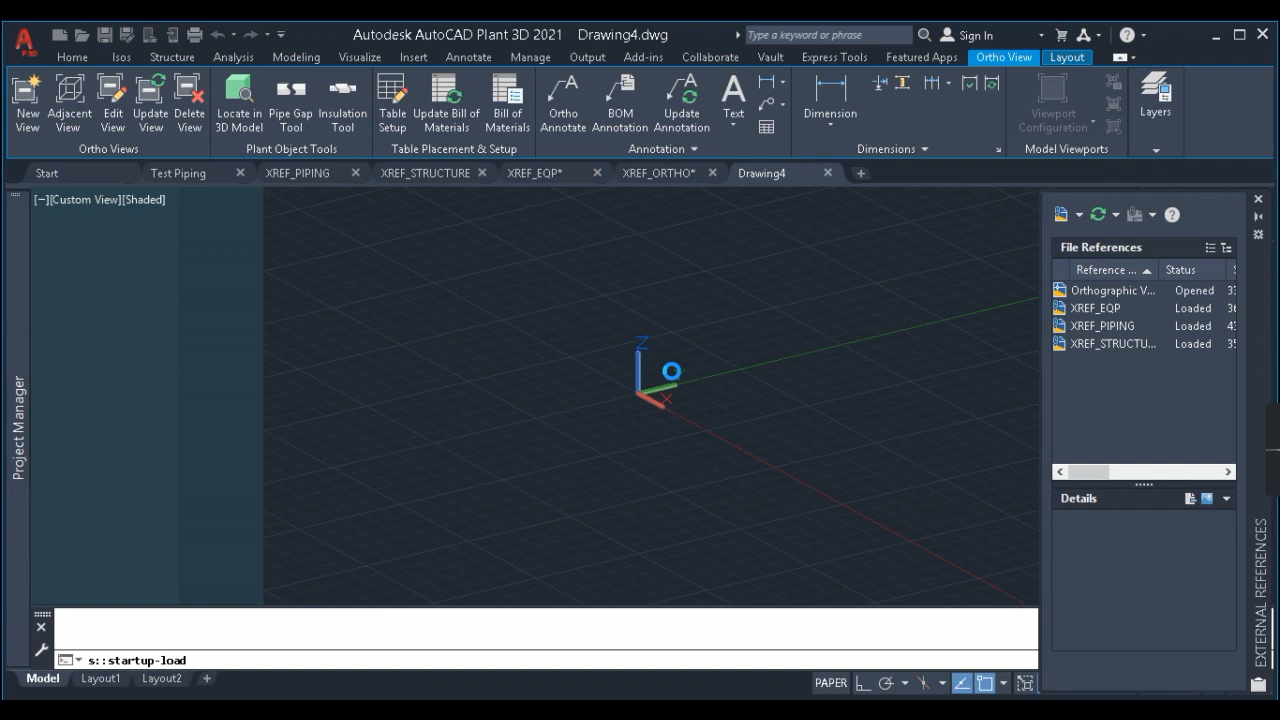 Autodesk AutoCAD Plant 3D 2021 Drawing4.dwg
Type a keyword or phrase
Sign In
P3D
Home Isos Structure Analysis Modeling Visualize Insert Annotate Manage Output Add-ins Collaborate Vault Express Tools Featured Apps Ortho View Layout
New View
Adjacent View
Edit View
Update View
Delete View
Locate in 3D Model
Pipe Gap Tool
Insulation Tool
Table Setup
Update Bill of Materials
Bill of Materials
Ortho Annotate
BOM Annotation
Update Annotation
Text
Dimension
Viewport Configuration
Layers
Ortho Views
Plant Object Tools
Table Placement & Setup
Annotation
Dimensions
Model Viewports
Start Test Piping XREF_PIPING XREF_STRUCTURE XREF_EQP* XREF_ORTHO* Drawing4
[−][Custom View][Shaded]
Z
X
Project Manager
File References
Reference ... Status
Orthographic V... Opened 33
XREF_EQP Loaded 36
XREF_PIPING Loaded 43
XREF_STRUCTU... Loaded 35
Details
EXTERNAL REFERENCES
s::startup-load
Model Layout1 Layout2 +
PAPER